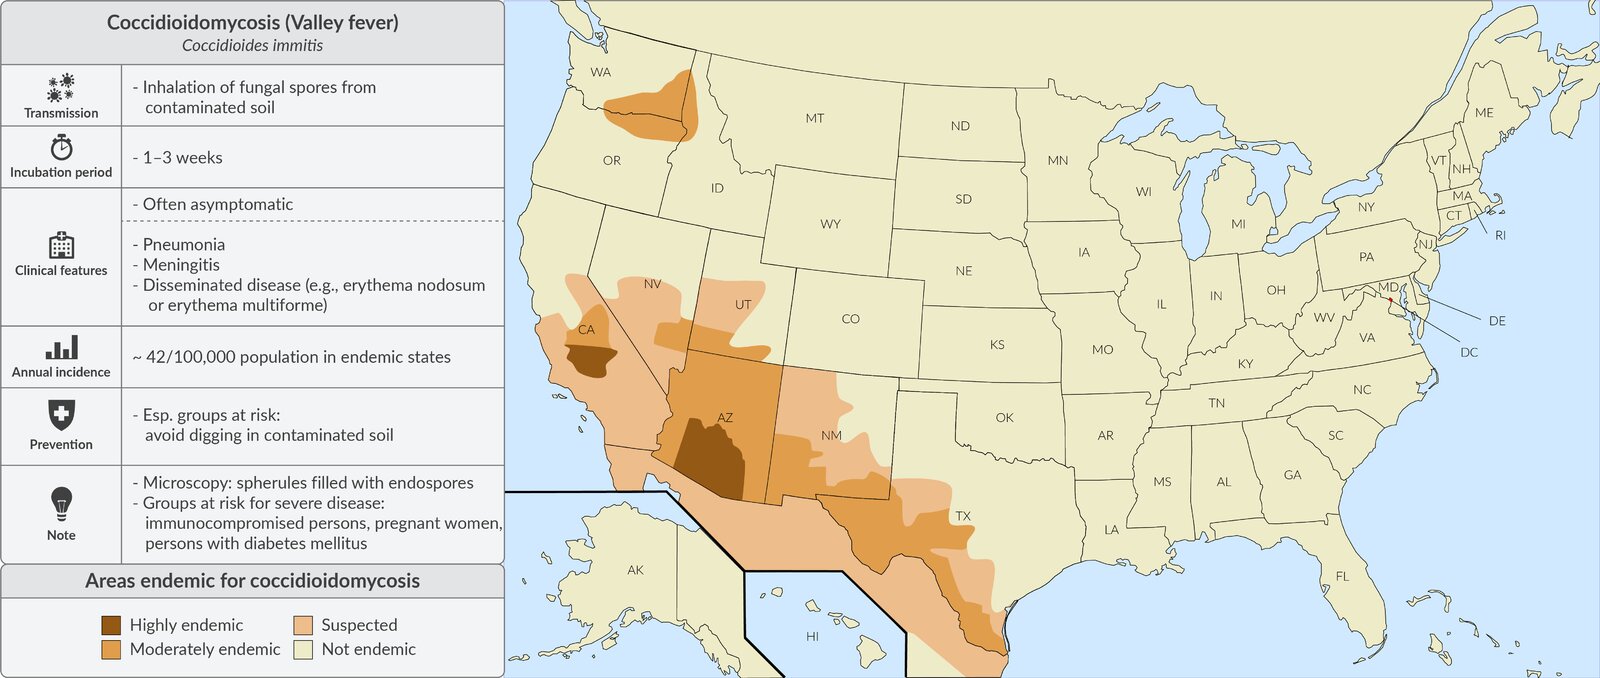 Coccidioidomycosis (Valley fever)
Coccidioides immitis
Transmission
- Inhalation of fungal spores from
contaminated soil
Incubation period
- 1–3 weeks
Clinical features
- Often asymptomatic
- Pneumonia
- Meningitis
- Disseminated disease (e.g., erythema nodosum
or erythema multiforme)
Annual incidence
~ 42/100,000 population in endemic states
Prevention
- Esp. groups at risk:
avoid digging in contaminated soil
Note
- Microscopy: spherules filled with endospores
- Groups at risk for severe disease:
immunocompromised persons, pregnant women,
persons with diabetes mellitus
Areas endemic for coccidioidomycosis
Highly endemic
Suspected
Moderately endemic
Not endemic
WA
MT
ND
MN
ME
OR
ID
SD
WI
MI
VT
NH
MA
NY
CT
RI
WY
NE
IA
PA
NJ
NV
UT
CO
IL
IN
OH
MD
DE
CA
KS
MO
WV
VA
DC
KY
AZ
NM
OK
AR
TN
NC
SC
MS
AL
GA
TX
LA
FL
AK
HI